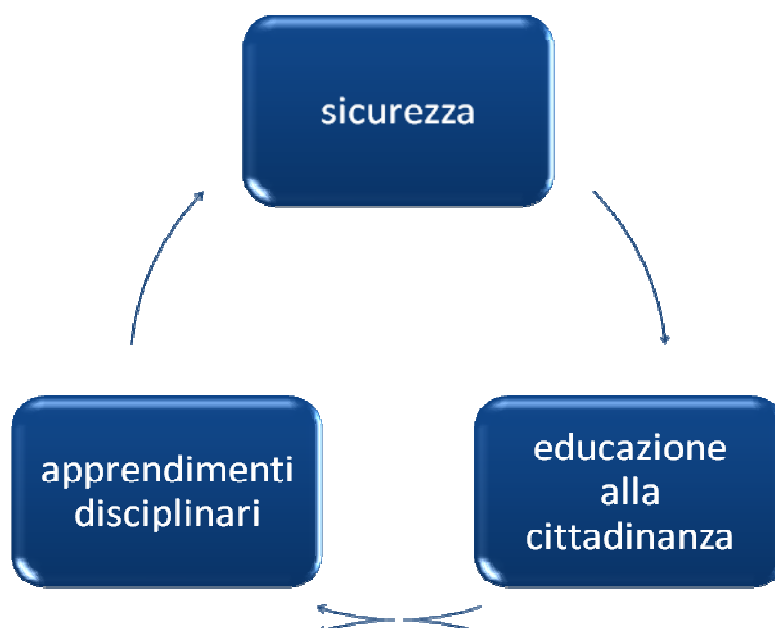 sicurezza
apprendimenti
disciplinari
educazione
alla
cittadinanza